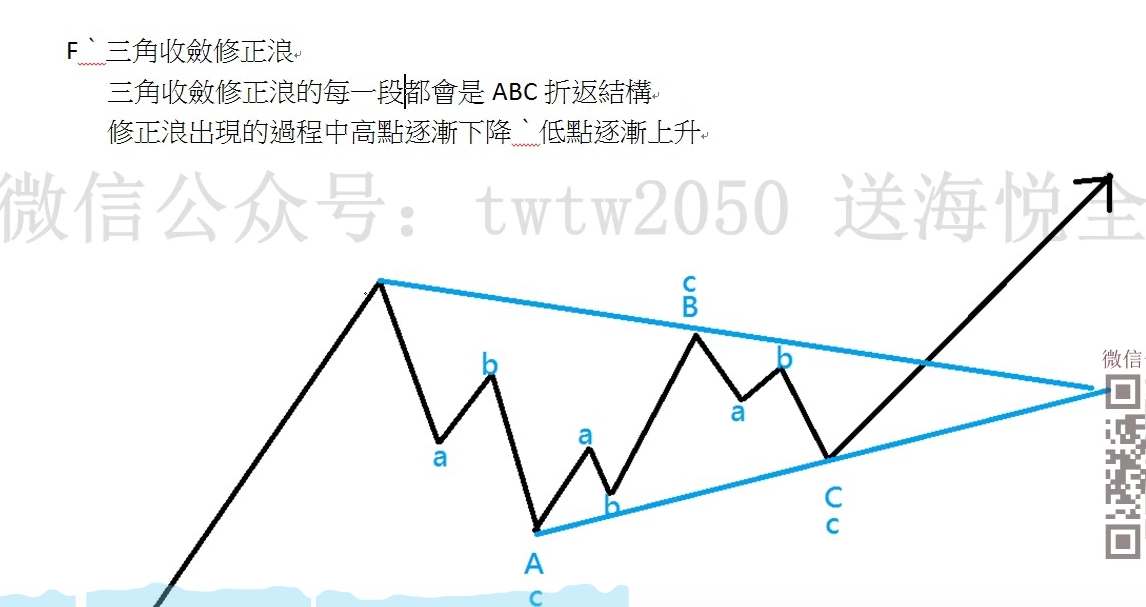 F`三角收斂修正浪
三角收斂修正浪的每一段都會是 ABC 折返結構
修正浪出現的過程中高點逐漸下降`低點逐漸上升
微信公众号: twtw2050 送海悦全
c
B
b
b
微信
a
a
a
b
C
c
A
c